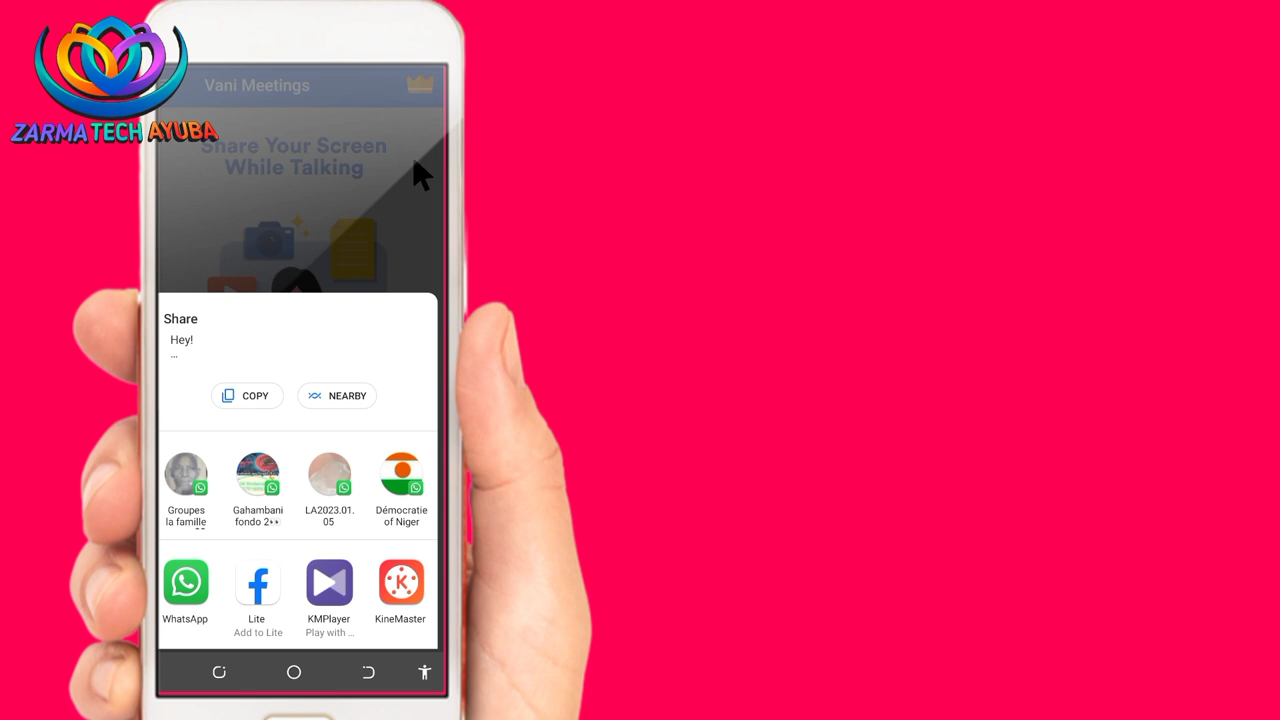 ZARMA TECH AYUBA
Vani Meetings
Share Your Screen
While Talking
Share
Hey!
...
COPY
NEARBY
Groupes
la famille
Gahambani
fondo 2👀
LA2023.01.
05
Démocratie
of Niger
WhatsApp
Lite
Add to Lite
KMPlayer
Play with ...
K
KineMaster